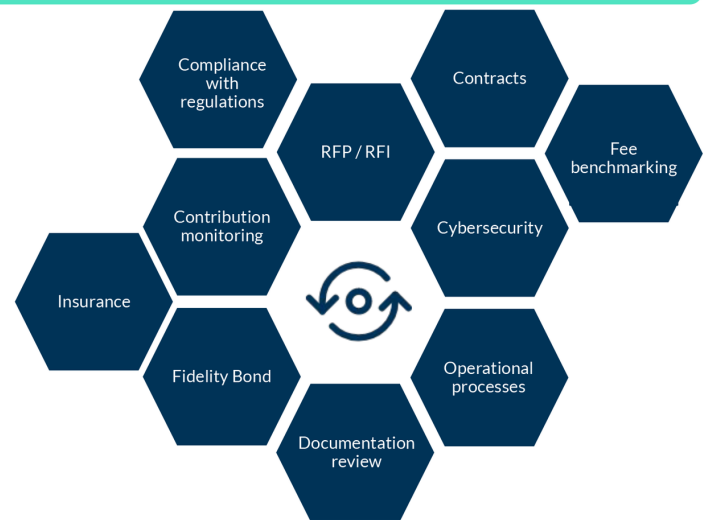 Compliance
with
regulations
Contracts
RFP / RFI
Fee
benchmarking
Contribution
monitoring
Cybersecurity
Insurance
Fidelity Bond
Operational
processes
Documentation
review